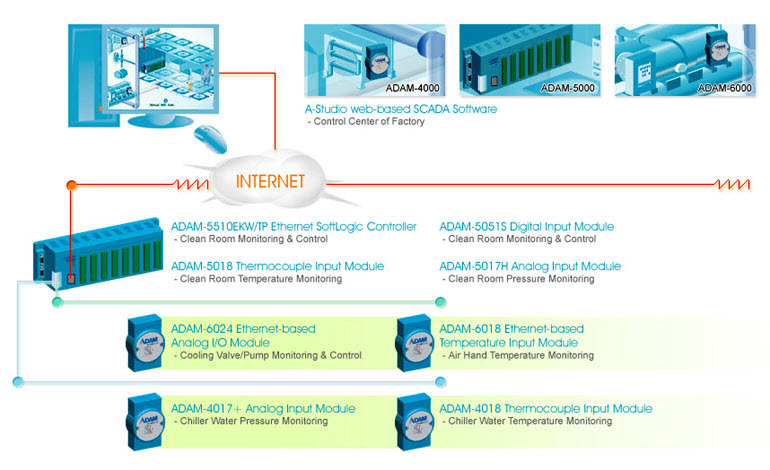 ADAM-4000
ADAM-5000
ADAM-6000
A-Studio web-based SCADA Software
- Control Center of Factory
INTERNET
ADAM-5510EKW/TP Ethernet SoftLogic Controller
- Clean Room Monitoring & Control
ADAM-5051S Digital Input Module
- Clean Room Monitoring & Control
ADAM-5018 Thermocouple Input Module
- Clean Room Temperature Monitoring
ADAM-5017H Analog Input Module
- Clean Room Pressure Monitoring
ADAM
ADAM-6024 Ethernet-based
Analog I/O Module
- Cooling Valve/Pump Monitoring & Control
ADAM
ADAM-6018 Ethernet-based
Temperature Input Module
- Air Hand Temperature Monitoring
ADAM
ADAM-4017+ Analog Input Module
- Chiller Water Pressure Monitoring
ADAM
ADAM-4018 Thermocouple Input Module
- Chiller Water Temperature Monitoring